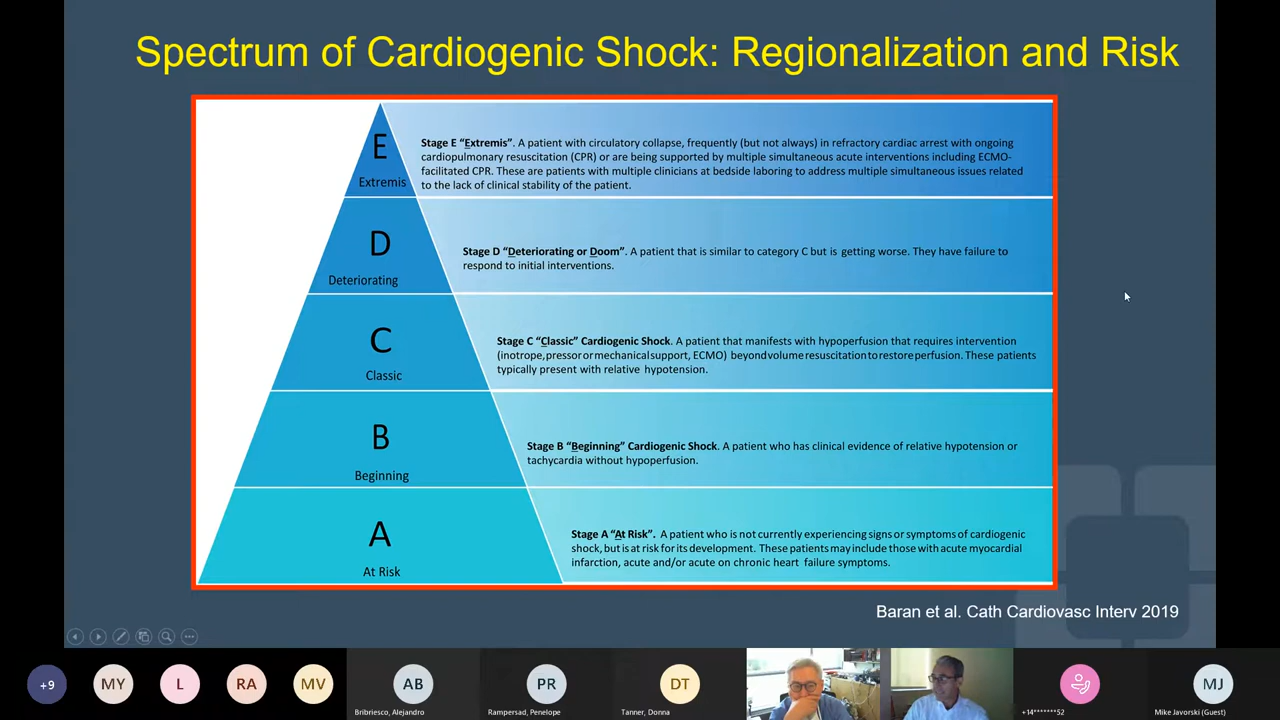 Spectrum of Cardiogenic Shock: Regionalization and Risk
E
Extremis
Stage E “Extremis”. A patient with circulatory collapse, frequently (but not always) in refractory cardiac arrest with ongoing
cardiopulmonary resuscitation (CPR) or are being supported by multiple simultaneous acute interventions including ECMO-
facilitated CPR. These are patients with multiple clinicians at bedside laboring to address multiple simultaneous issues related
to the lack of clinical stability of the patient.
D
Deteriorating
Stage D “Deteriorating or Doom”. A patient that is similar to category C but is getting worse. They have failure to
respond to initial interventions.
C
Classic
Stage C “Classic” Cardiogenic Shock. A patient that manifests with hypoperfusion that requires intervention
(inotrope, pressor or mechanical support, ECMO) beyond volume resuscitation to restore perfusion. These patients
typically present with relative hypotension.
B
Beginning
Stage B “Beginning” Cardiogenic Shock. A patient who has clinical evidence of relative hypotension or
tachycardia without hypoperfusion.
A
At Risk
Stage A “At Risk”. A patient who is not currently experiencing signs or symptoms of cardiogenic
shock, but is at risk for its development. These patients may include those with acute myocardial
infarction, acute and/or acute on chronic heart failure symptoms.
Baran et al. Cath Cardiovasc Interv 2019
+9
MY
L
RA
MV
AB
Bribriesco, Alejandro
PR
Rampersad, Penelope
DT
Tanner, Donna
+14*******52
MJ
Mike Javorski (Guest)